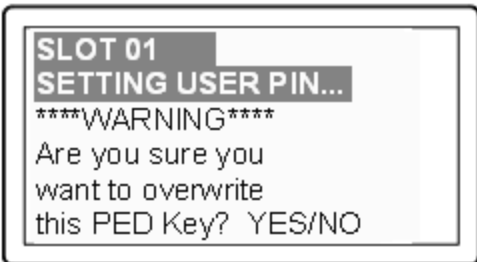 SLOT 01
SETTING USER PIN...
****WARNING****
Are you sure you
want to overwrite
this PED Key? YES/NO